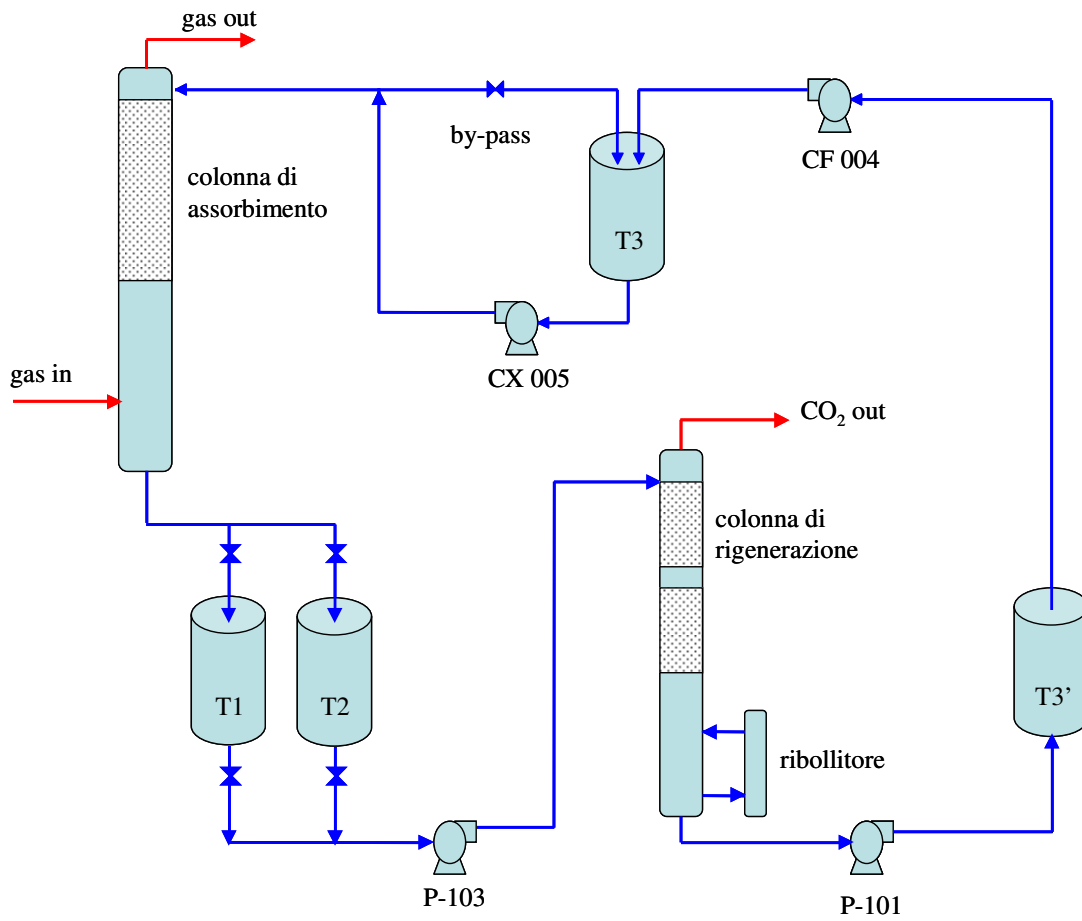 gas out
by-pass
CF 004
colonna di
assorbimento
T3
gas in
CX 005
CO₂ out
colonna di
rigenerazione
T1
T2
T3’
ribollitore
P-103
P-101